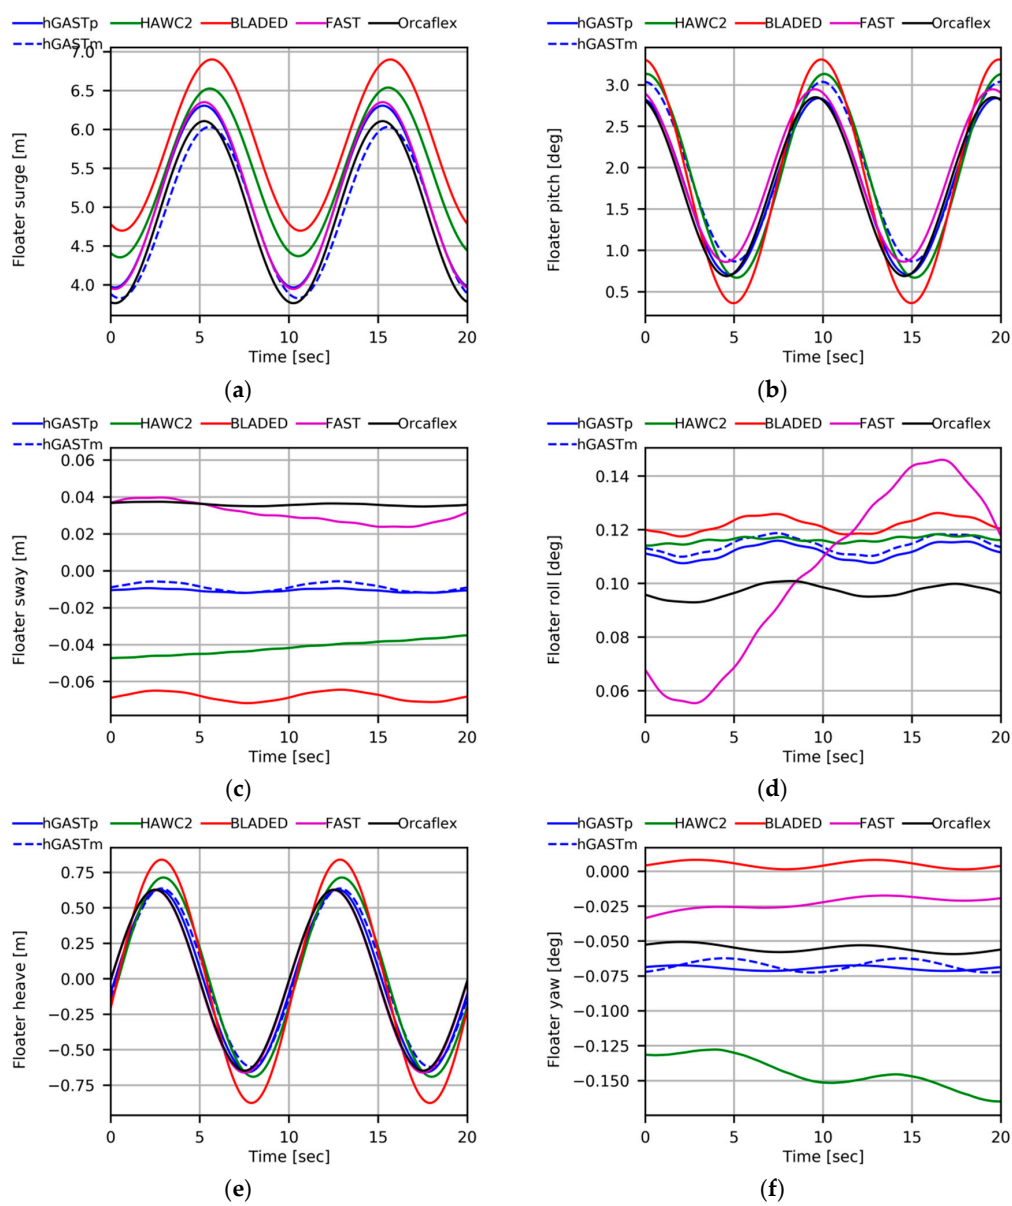 hGASTp HAWC2 BLADED FAST Orcaflex
hGASTm
7.0
6.5
6.0
5.5
5.0
4.5
4.0
Floater surge [m]
0 5 10 15 20
Time [sec]
(a)
hGASTp HAWC2 BLADED FAST Orcaflex
hGASTm
3.0
2.5
2.0
1.5
1.0
0.5
Floater pitch [deg]
0 5 10 15 20
Time [sec]
(b)
hGASTp HAWC2 BLADED FAST Orcaflex
hGASTm
0.06
0.04
0.02
0.00
−0.02
−0.04
−0.06
Floater sway [m]
0 5 10 15 20
Time [sec]
(c)
hGASTp HAWC2 BLADED FAST Orcaflex
hGASTm
0.14
0.12
0.10
0.08
0.06
Floater roll [deg]
0 5 10 15 20
Time [sec]
(d)
hGASTp HAWC2 BLADED FAST Orcaflex
hGASTm
0.75
0.50
0.25
0.00
−0.25
−0.50
−0.75
Floater heave [m]
0 5 10 15 20
Time [sec]
(e)
hGASTp HAWC2 BLADED FAST Orcaflex
hGASTm
0.000
−0.025
−0.050
−0.075
−0.100
−0.125
−0.150
Floater yaw [deg]
0 5 10 15 20
Time [sec]
(f)